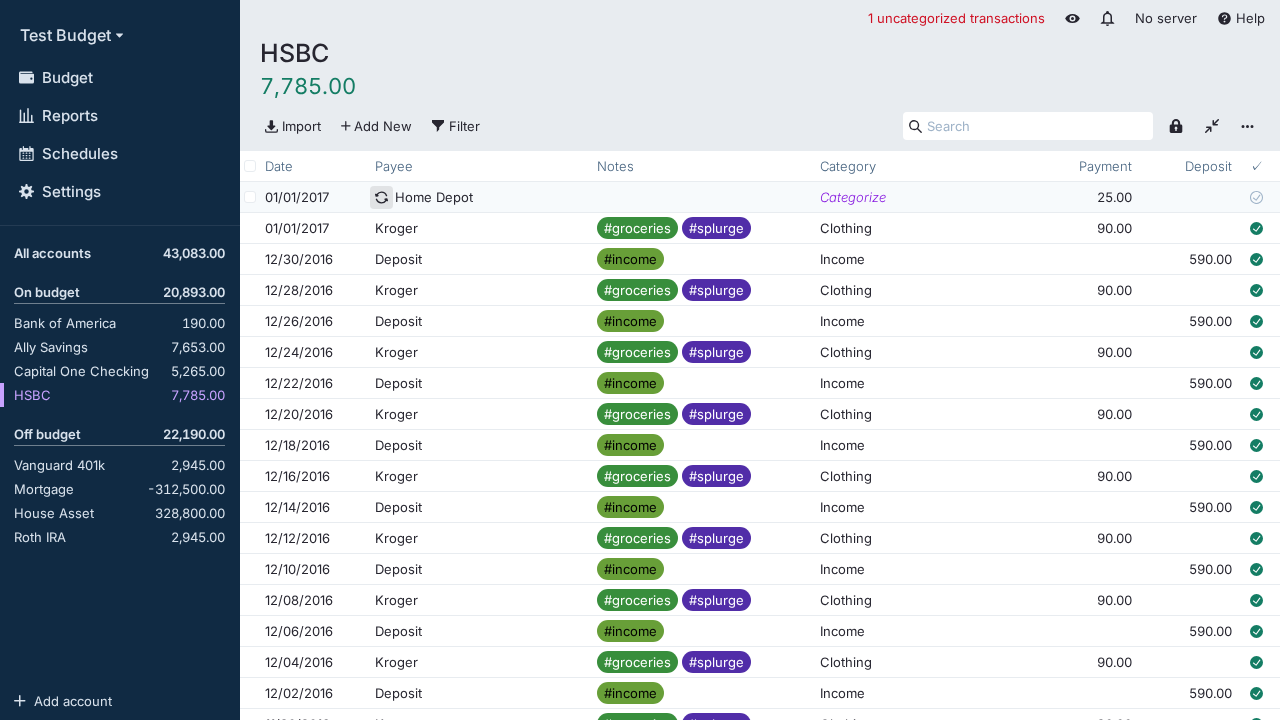 Test Budget
Budget
Reports
Schedules
Settings
All accounts 43,083.00
On budget 20,893.00
Bank of America 190.00
Ally Savings 7,653.00
Capital One Checking 5,265.00
HSBC 7,785.00
Off budget 22,190.00
Vanguard 401k 2,945.00
Mortgage -312,500.00
House Asset 328,800.00
Roth IRA 2,945.00
Add account
1 uncategorized transactions No server Help
HSBC
7,785.00
Import Add New Filter Search
Date Payee Notes Category Payment Deposit ✓
01/01/2017 Home Depot Categorize 25.00
01/01/2017 Kroger #groceries #splurge Clothing 90.00
12/30/2016 Deposit #income Income 590.00
12/28/2016 Kroger #groceries #splurge Clothing 90.00
12/26/2016 Deposit #income Income 590.00
12/24/2016 Kroger #groceries #splurge Clothing 90.00
12/22/2016 Deposit #income Income 590.00
12/20/2016 Kroger #groceries #splurge Clothing 90.00
12/18/2016 Deposit #income Income 590.00
12/16/2016 Kroger #groceries #splurge Clothing 90.00
12/14/2016 Deposit #income Income 590.00
12/12/2016 Kroger #groceries #splurge Clothing 90.00
12/10/2016 Deposit #income Income 590.00
12/08/2016 Kroger #groceries #splurge Clothing 90.00
12/06/2016 Deposit #income Income 590.00
12/04/2016 Kroger #groceries #splurge Clothing 90.00
12/02/2016 Deposit #income Income 590.00
#groceries #splurge